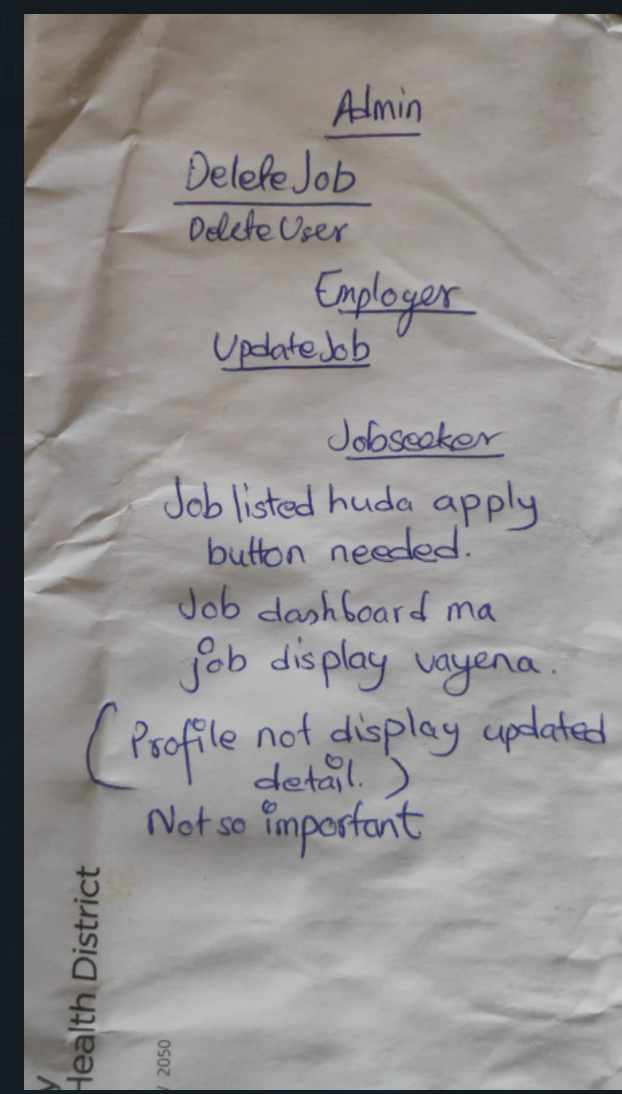 Admin
Delete Job
Delete User
Employer
Update Job
Jobseeker
Job listed huda apply
button needed.
Job dashboard ma
job display vayena.
(Profile not display updated
detail.)
Not so important
Health District
2050